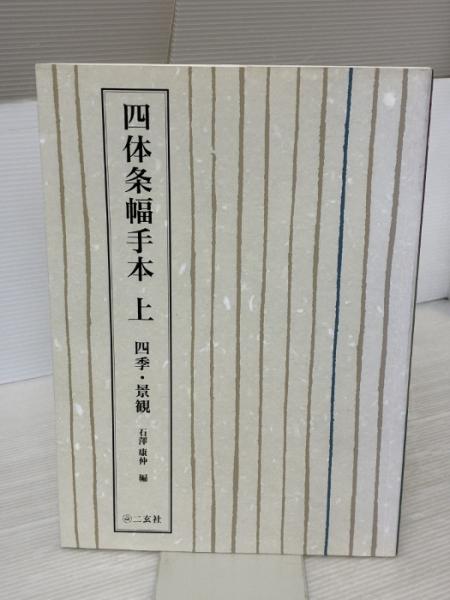 四体条幅手本 上
四季・景観
石澤 康仲 編
二玄社